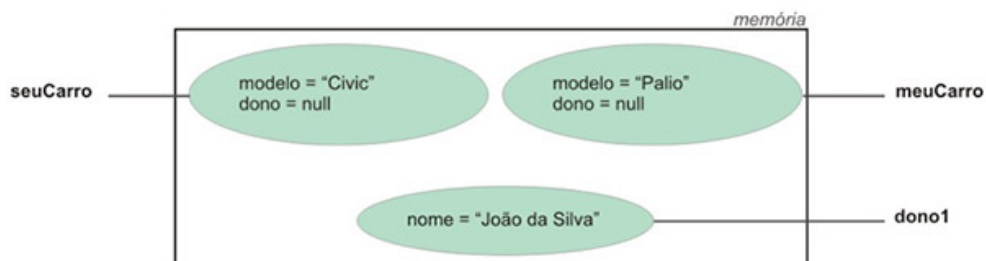 memória
seuCarro
modelo = “Civic”
dono = null
modelo = “Palio”
dono = null
meuCarro
nome = “João da Silva”
dono1